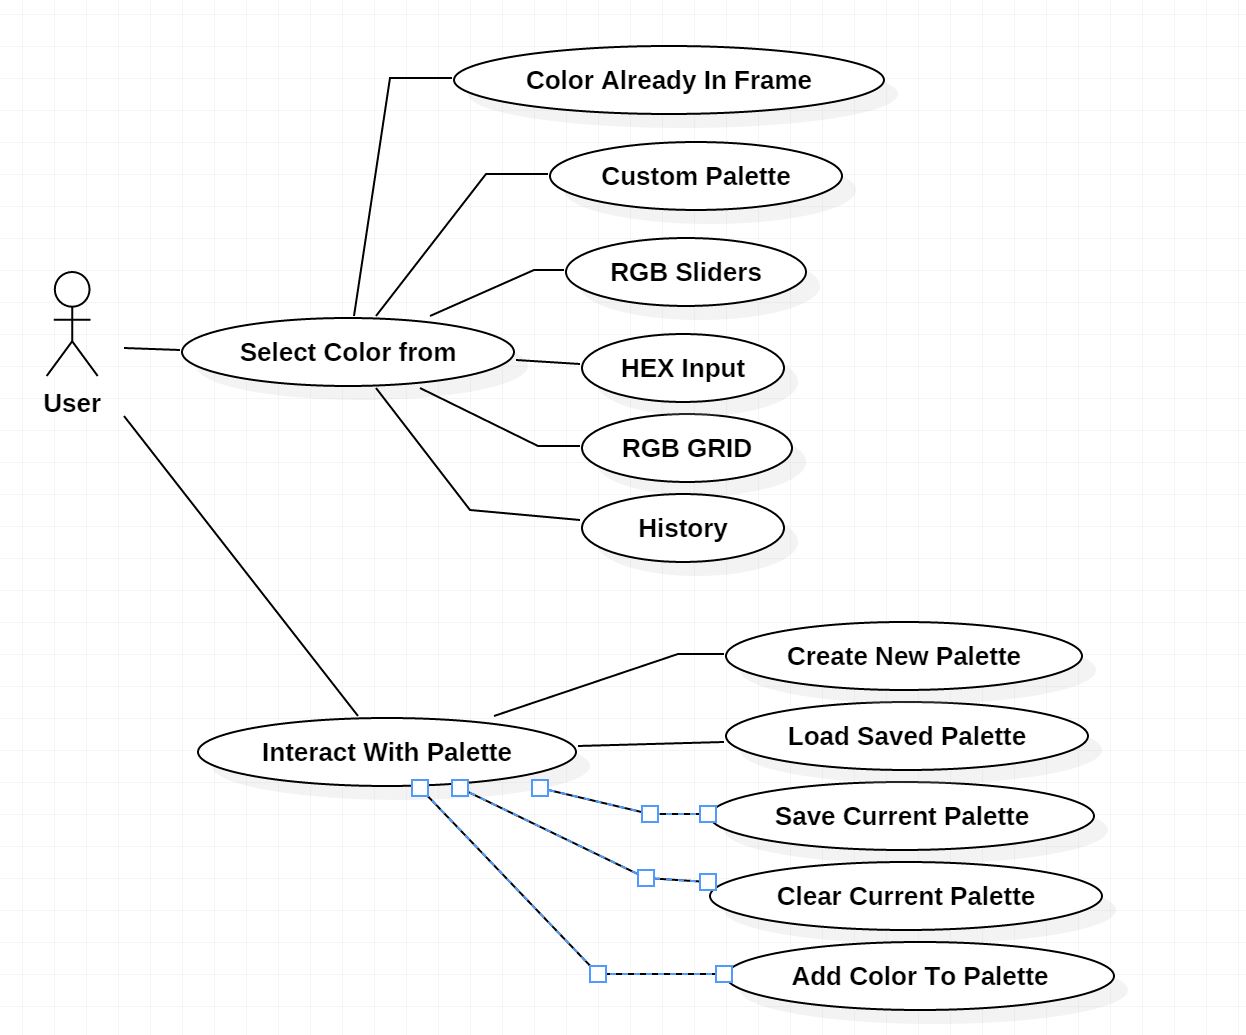 Color Already In Frame
Custom Palette
RGB Sliders
Select Color from
HEX Input
User
RGB GRID
History
Create New Palette
Load Saved Palette
Interact With Palette
Save Current Palette
Clear Current Palette
Add Color To Palette